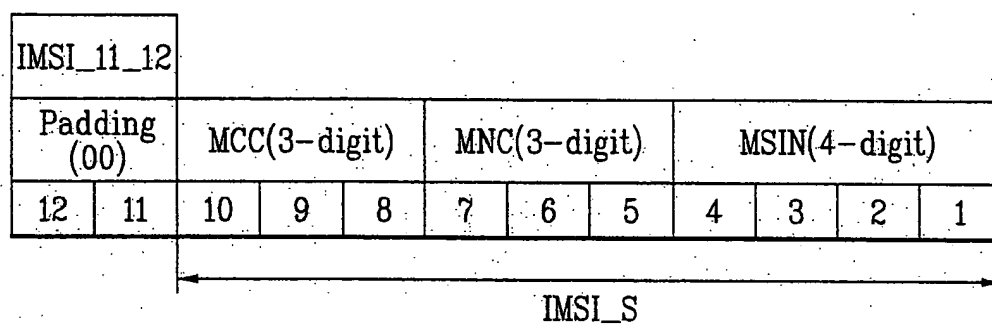 IMSI_11_12
Padding (00) MCC(3-digit) MNC(3-digit) MSIN(4-digit)
12 11 10 9 8 7 6 5 4 3 2 1
IMSI_S